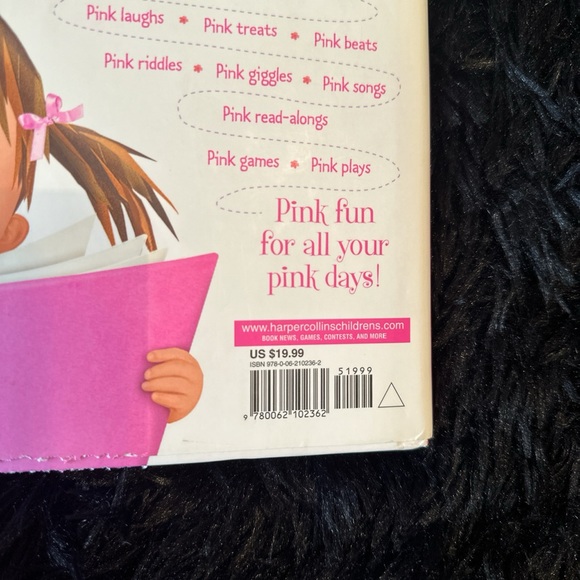 Pink laughs * Pink treats * Pink beats
Pink riddles * Pink giggles * Pink songs
Pink read-alongs
Pink games * Pink plays
Pink fun
for all your
pink days!
www.harpercollinschildrens.com
BOOK NEWS, GAMES, CONTESTS, AND MORE
US $19.99
ISBN 978-0-06-210236-2
51999
9 780062 102362